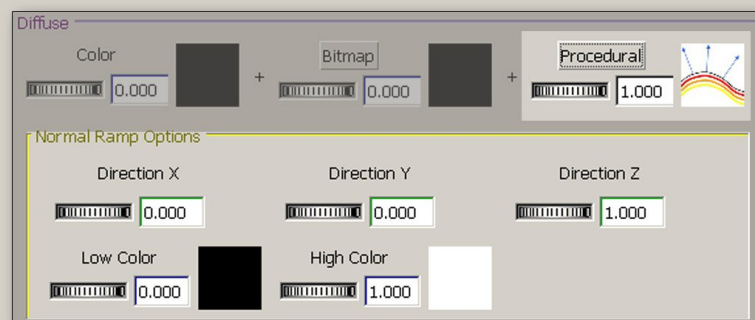 Diffuse
Color Bitmap Procedural
0.000 + 0.000 + 1.000
Normal Ramp Options
Direction X Direction Y Direction Z
0.000 0.000 1.000
Low Color High Color
0.000 1.000